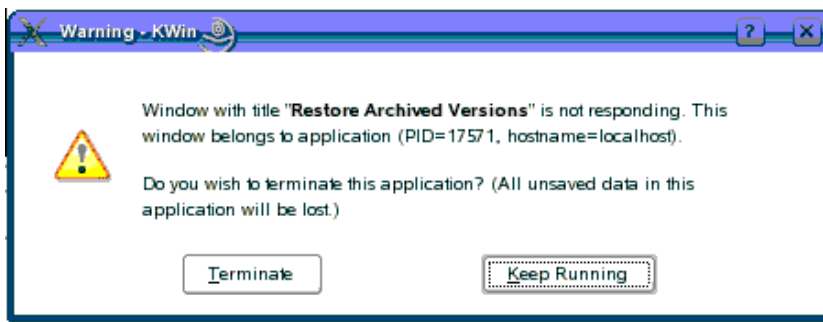 Warning - KWin
?
Window with title "Restore Archived Versions" is not responding. This
window belongs to application (PID=17571, hostname=localhost).
Do you wish to terminate this application? (All unsaved data in this
application will be lost.)
Terminate
Keep Running